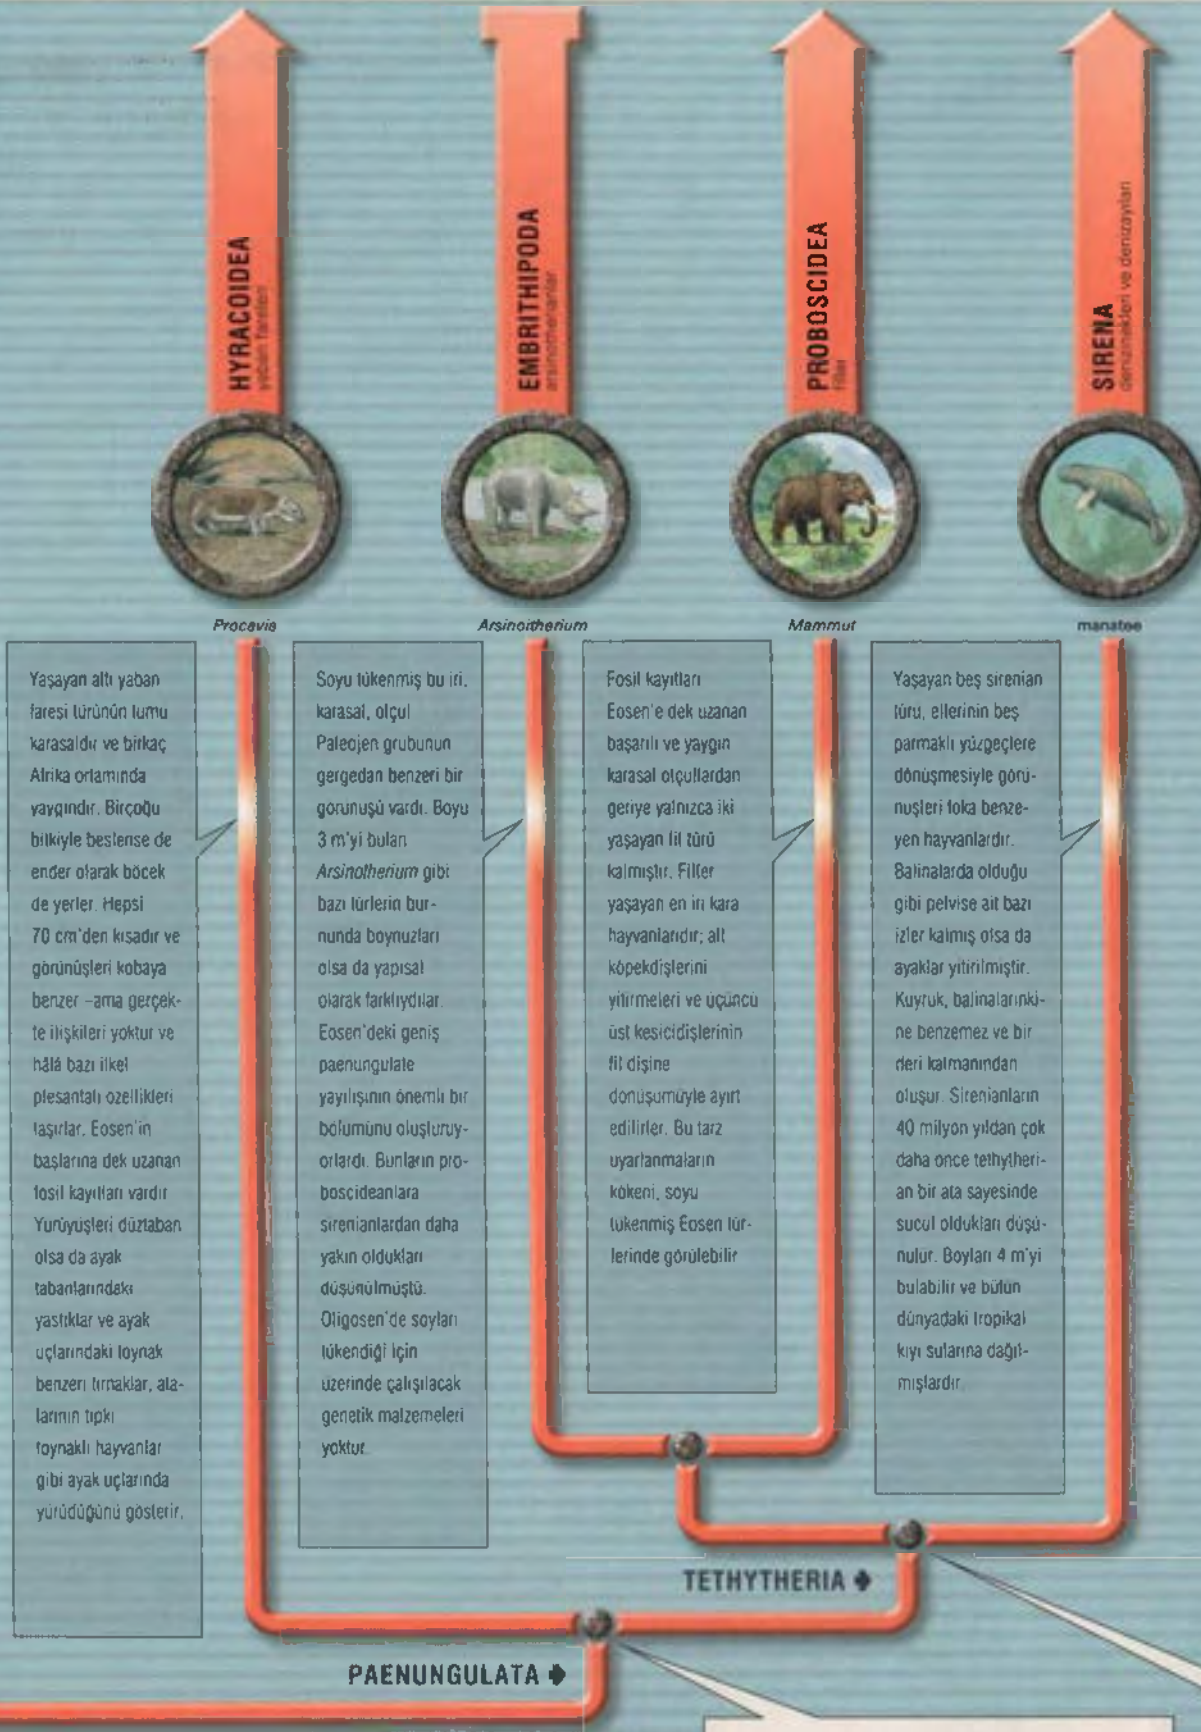 HYRACOIDEA
yaban fareleri
EMBRITHIPODA
arsinotherianlar
PROBOSCIDEA
filler
SIRENA
denizinekleri ve denizayıları
Procavis
Arsinoitherium
Mammut
manatee
Yaşayan altı yaban
faresi türünün tümü
karasaldır ve birkaç
Afrika ortamında
yaygındır. Birçoğu
bitkiyle beslense de
ender olarak böcek
de yerler. Hepsi
70 cm'den kısadır ve
görünüşleri kobaya
benzer –ama gerçek-
te ilişkileri yoktur ve
hâlâ bazı ilkel
plesantalı özellikleri
taşırlar. Eosen'in
başlarına dek uzanan
fosil kayıtları vardır
Yürüyüşleri düztaban
olsa da ayak
tabanlarındaki
yastıklar ve ayak
uçlarındaki toynak
benzeri tırnaklar, ata-
larının tıpkı
toynaklı hayvanlar
gibi ayak uçlarında
yürüdüğünü gösterir.
Soyu tükenmiş bu iri,
karasal, otçul
Paleojen grubunun
gergedan benzeri bir
görünüşü vardı. Boyu
3 m'yi bulan
Arsinotherium gibi
bazı türlerin bur-
nunda boynuzları
olsa da yapısal
olarak farklıydılar.
Eosen'deki geniş
paenungulate
yayılışının önemli bir
bölümünü oluşturuy-
orlardı. Bunların pro-
boscideanlara
sirenianlardan daha
yakın oldukları
düşünülmüştü.
Oligosen'de soyları
tükendiği için
üzerinde çalışılacak
genetik malzemeleri
yoktur.
Fosil kayıtları
Eosen'e dek uzanan
başarılı ve yaygın
karasal otçullardan
geriye yalnızca iki
yaşayan fil türü
kalmıştır. Filler
yaşayan en iri kara
hayvanlarıdır; alt
köpekdişlerini
yitirmeleri ve üçüncü
üst kesicidişlerinin
fil dişine
dönüşümüyle ayırt
edilirler. Bu tarz
uyarlanmaların
kökeni, soyu
tükenmiş Eosen tür-
lerinde görülebilir
Yaşayan beş sirenian
türü, ellerinin beş
parmaklı yüzgeçlere
dönüşmesiyle görü-
nüşleri foka benze-
yen hayvanlardır.
Balinalarda olduğu
gibi pelvise ait bazı
izler kalmış olsa da
ayaklar yitirilmiştir.
Kuyruk, balinalarınki-
ne benzemez ve bir
deri katmanından
oluşur. Sirenianların
40 milyon yıldan çok
daha önce tethytheri-
an bir ata sayesinde
sucul oldukları düşü-
nülür. Boyları 4 m'yi
bulabilir ve bütün
dünyadaki tropikal
kıyı sularına dağıl-
mışlardır.
TETHYTHERIA
PAENUNGULATA